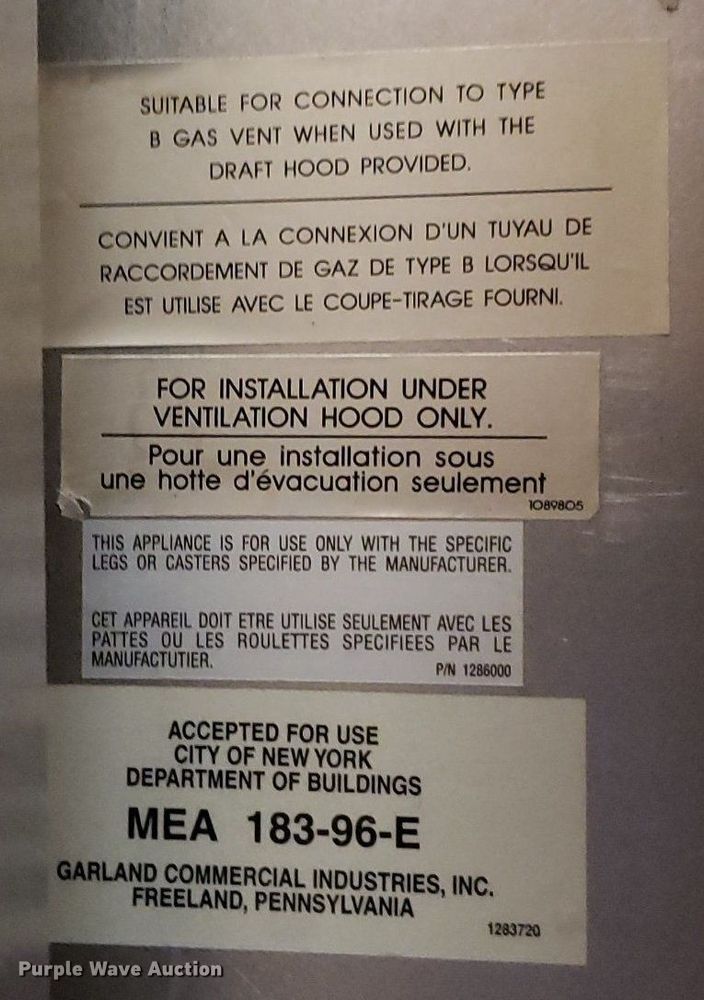 SUITABLE FOR CONNECTION TO TYPE
B GAS VENT WHEN USED WITH THE
DRAFT HOOD PROVIDED.
CONVIENT A LA CONNEXION D'UN TUYAU DE
RACCORDEMENT DE GAZ DE TYPE B LORSQU'IL
EST UTILISE AVEC LE COUPE-TIRAGE FOURNI.
FOR INSTALLATION UNDER
VENTILATION HOOD ONLY.
Pour une installation sous
une hotte d'évacuation seulement
1089805
THIS APPLIANCE IS FOR USE ONLY WITH THE SPECIFIC
LEGS OR CASTERS SPECIFIED BY THE MANUFACTURER.
CET APPAREIL DOIT ETRE UTILISE SEULEMENT AVEC LES
PATTES OU LES ROULETTES SPECIFIEES PAR LE
MANUFACTUTIER.
P/N 1286000
ACCEPTED FOR USE
CITY OF NEW YORK
DEPARTMENT OF BUILDINGS
MEA 183-96-E
GARLAND COMMERCIAL INDUSTRIES, INC.
FREELAND, PENNSYLVANIA
1283720
Purple Wave Auction